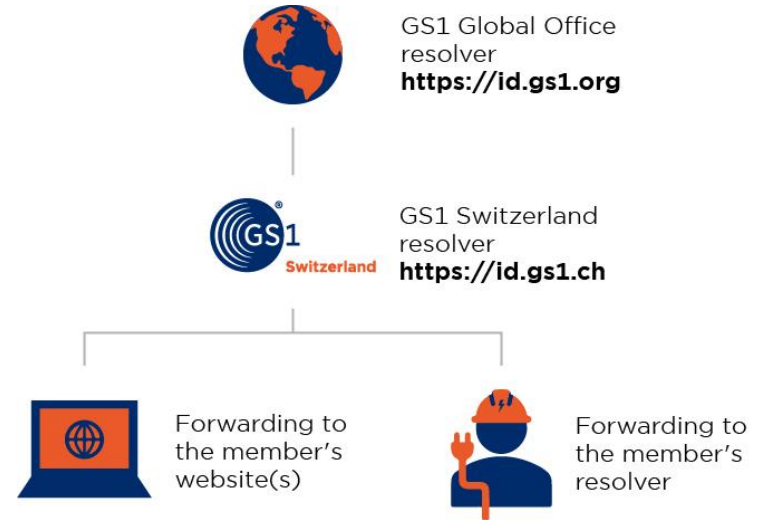 GS1 Global Office
resolver
https://id.gs1.org
®
GS1
Switzerland
GS1 Switzerland
resolver
https://id.gs1.ch
Forwarding to
the member's
website(s)
Forwarding to
the member's
resolver